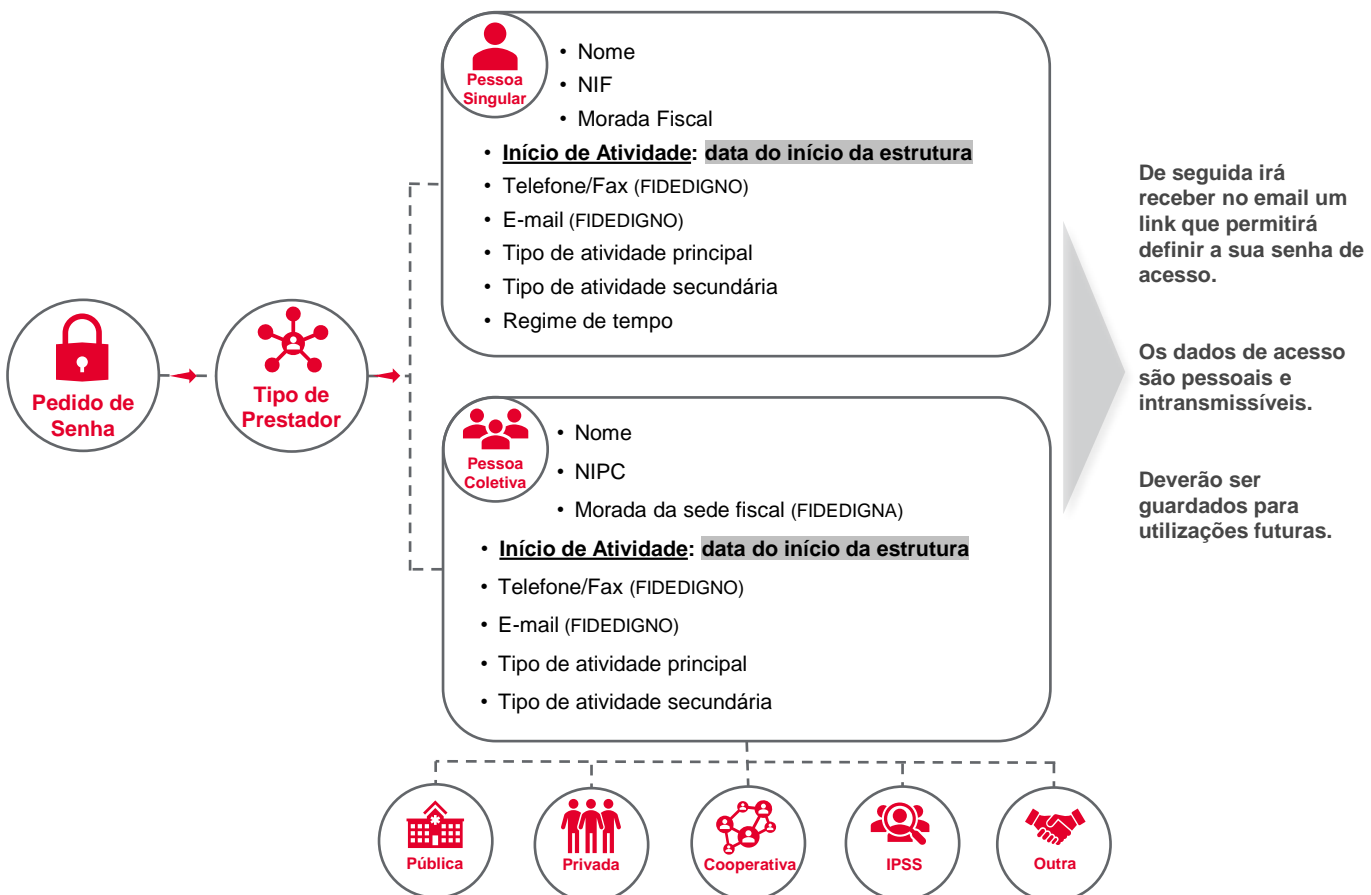 Pedido de
Senha
Tipo de
Prestador
Pessoa
Singular
• Nome
• NIF
• Morada Fiscal
• Início de Atividade: data do início da estrutura
• Telefone/Fax (FIDEDIGNO)
• E-mail (FIDEDIGNO)
• Tipo de atividade principal
• Tipo de atividade secundária
• Regime de tempo
Pessoa
Coletiva
• Nome
• NIPC
• Morada da sede fiscal (FIDEDIGNA)
• Início de Atividade: data do início da estrutura
• Telefone/Fax (FIDEDIGNO)
• E-mail (FIDEDIGNO)
• Tipo de atividade principal
• Tipo de atividade secundária
Pública
Privada
Cooperativa
IPSS
Outra
De seguida irá
receber no email um
link que permitirá
definir a sua senha de
acesso.
Os dados de acesso
são pessoais e
intransmissíveis.
Deverão ser
guardados para
utilizações futuras.